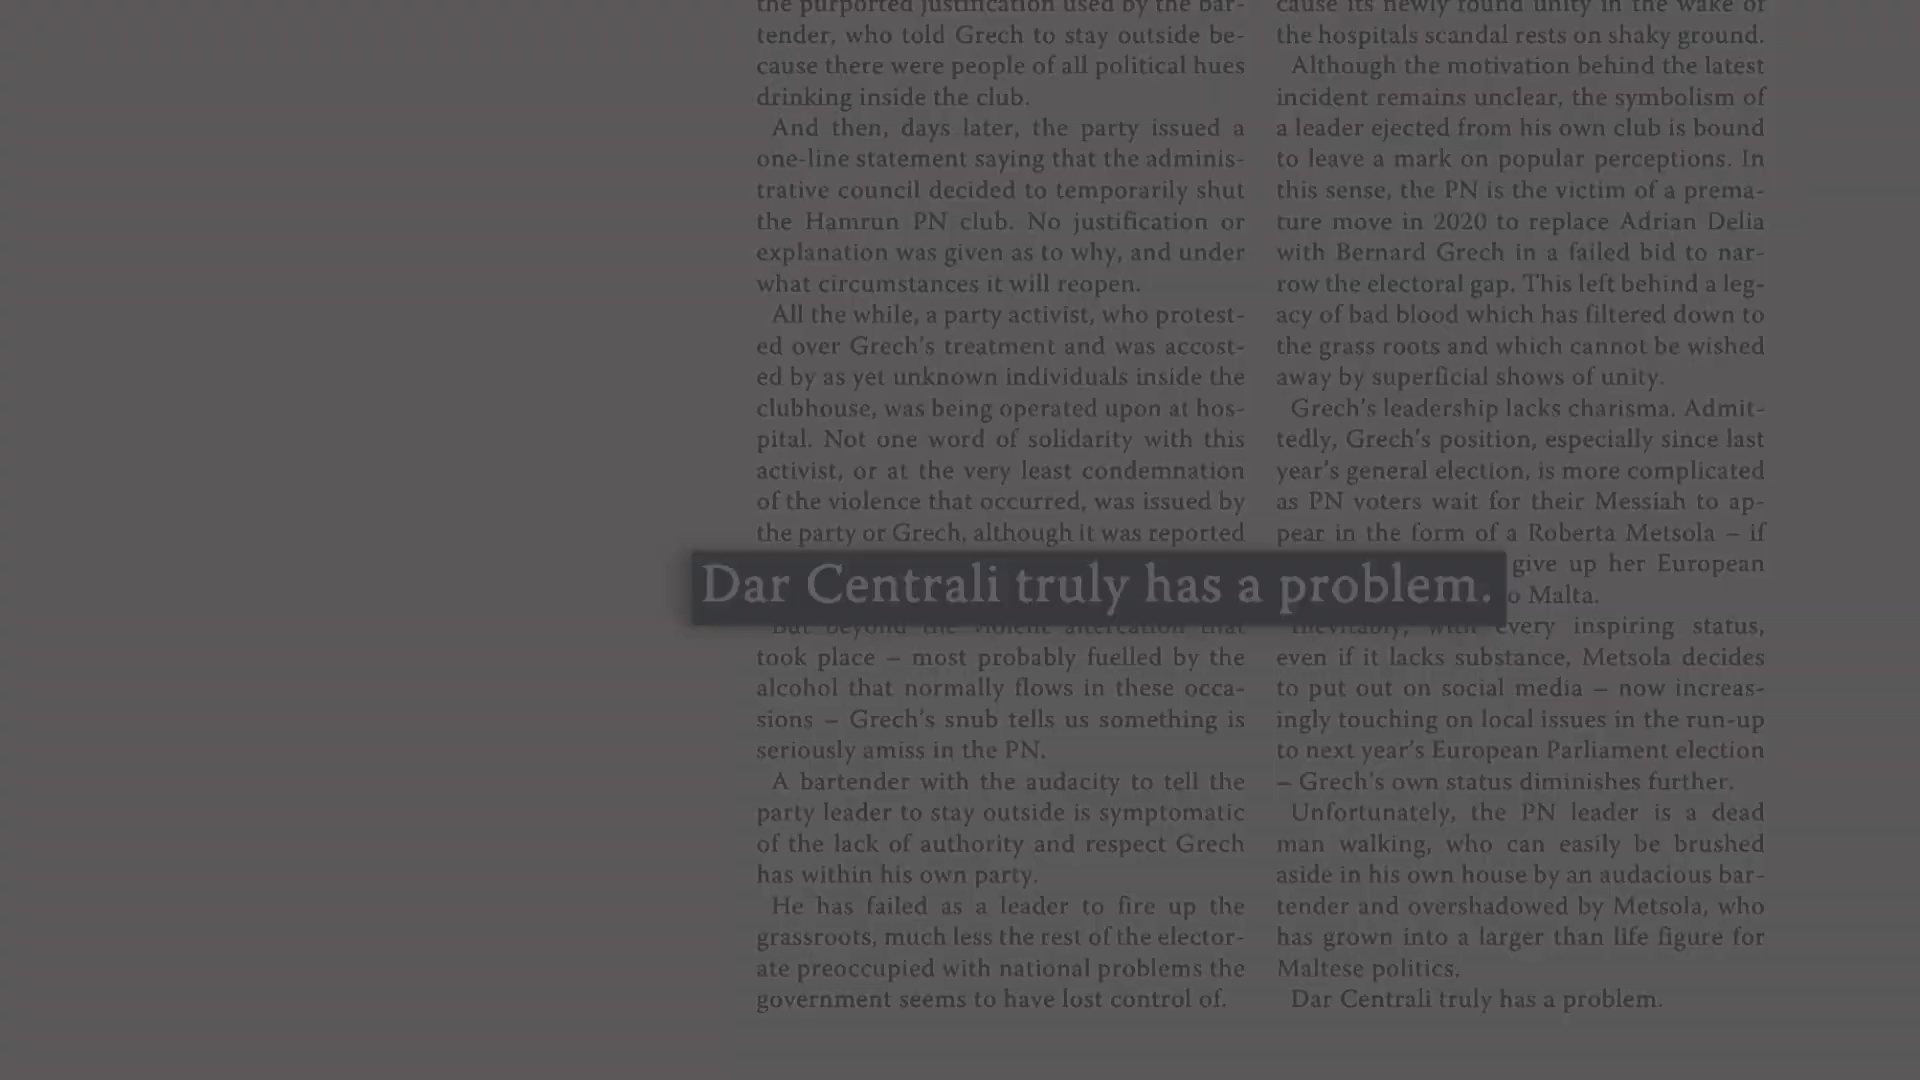 the purported justification used by the bar-
tender, who told Grech to stay outside be-
cause there were people of all political hues
drinking inside the club.
And then, days later, the party issued a
one-line statement saying that the adminis-
trative council decided to temporarily shut
the Hamrun PN club. No justification or
explanation was given as to why, and under
what circumstances it will reopen.
All the while, a party activist, who protest-
ed over Grech's treatment and was accost-
ed by as yet unknown individuals inside the
clubhouse, was being operated upon at hos-
pital. Not one word of solidarity with this
activist, or at the very least condemnation
of the violence that occurred, was issued by
the party or Grech, although it was reported
Dar Centrali truly has a problem.
But beyond the violent altercation that
took place – most probably fuelled by the
alcohol that normally flows in these occa-
sions – Grech's snub tells us something is
seriously amiss in the PN.
A bartender with the audacity to tell the
party leader to stay outside is symptomatic
of the lack of authority and respect Grech
has within his own party.
He has failed as a leader to fire up the
grassroots, much less the rest of the elector-
ate preoccupied with national problems the
government seems to have lost control of.
cause its newly found unity in the wake of
the hospitals scandal rests on shaky ground.
Although the motivation behind the latest
incident remains unclear, the symbolism of
a leader ejected from his own club is bound
to leave a mark on popular perceptions. In
this sense, the PN is the victim of a prema-
ture move in 2020 to replace Adrian Delia
with Bernard Grech in a failed bid to nar-
row the electoral gap. This left behind a leg-
acy of bad blood which has filtered down to
the grass roots and which cannot be wished
away by superficial shows of unity.
Grech's leadership lacks charisma. Admit-
tedly, Grech's position, especially since last
year's general election, is more complicated
as PN voters wait for their Messiah to ap-
pear in the form of a Roberta Metsola – if
give up her European
o Malta.
Inevitably, with every inspiring status,
even if it lacks substance, Metsola decides
to put out on social media – now increas-
ingly touching on local issues in the run-up
to next year's European Parliament election
– Grech's own status diminishes further.
Unfortunately, the PN leader is a dead
man walking, who can easily be brushed
aside in his own house by an audacious bar-
tender and overshadowed by Metsola, who
has grown into a larger than life figure for
Maltese politics.
Dar Centrali truly has a problem.